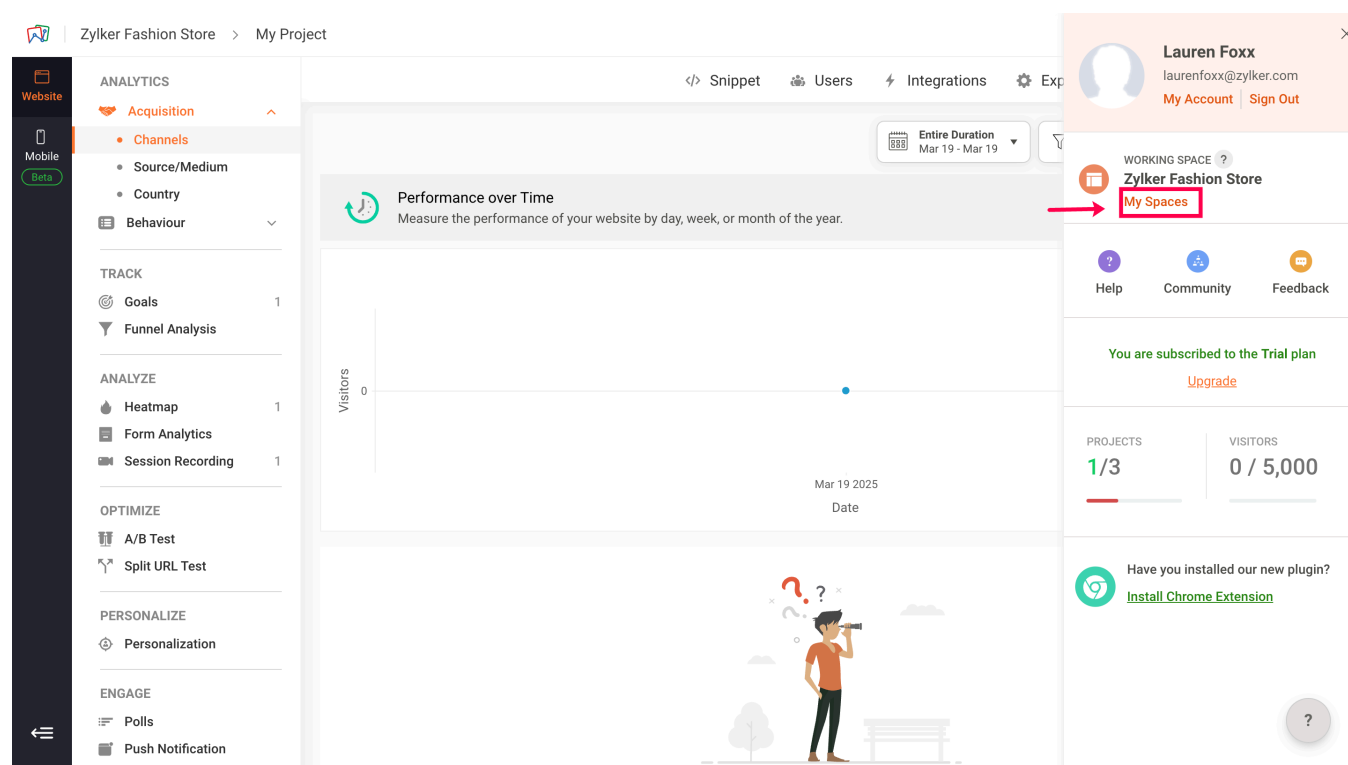 Zylker Fashion Store > My Project
Website
Mobile
Beta
ANALYTICS
Acquisition
Channels
Source/Medium
Country
Behaviour
TRACK
Goals 1
Funnel Analysis
ANALYZE
Heatmap 1
Form Analytics
Session Recording 1
OPTIMIZE
A/B Test
Split URL Test
PERSONALIZE
Personalization
ENGAGE
Polls
Push Notification
</> Snippet Users Integrations Exp
Entire Duration
Mar 19 - Mar 19
Performance over Time
Measure the performance of your website by day, week, or month of the year.
Visitors
0
Mar 19 2025
Date
? ?
Lauren Foxx
laurenfoxx@zylker.com
My Account Sign Out
WORKING SPACE ?
Zylker Fashion Store
My Spaces
?
Help Community Feedback
You are subscribed to the Trial plan
Upgrade
PROJECTS VISITORS
1/3 0 / 5,000
Have you installed our new plugin?
Install Chrome Extension
?